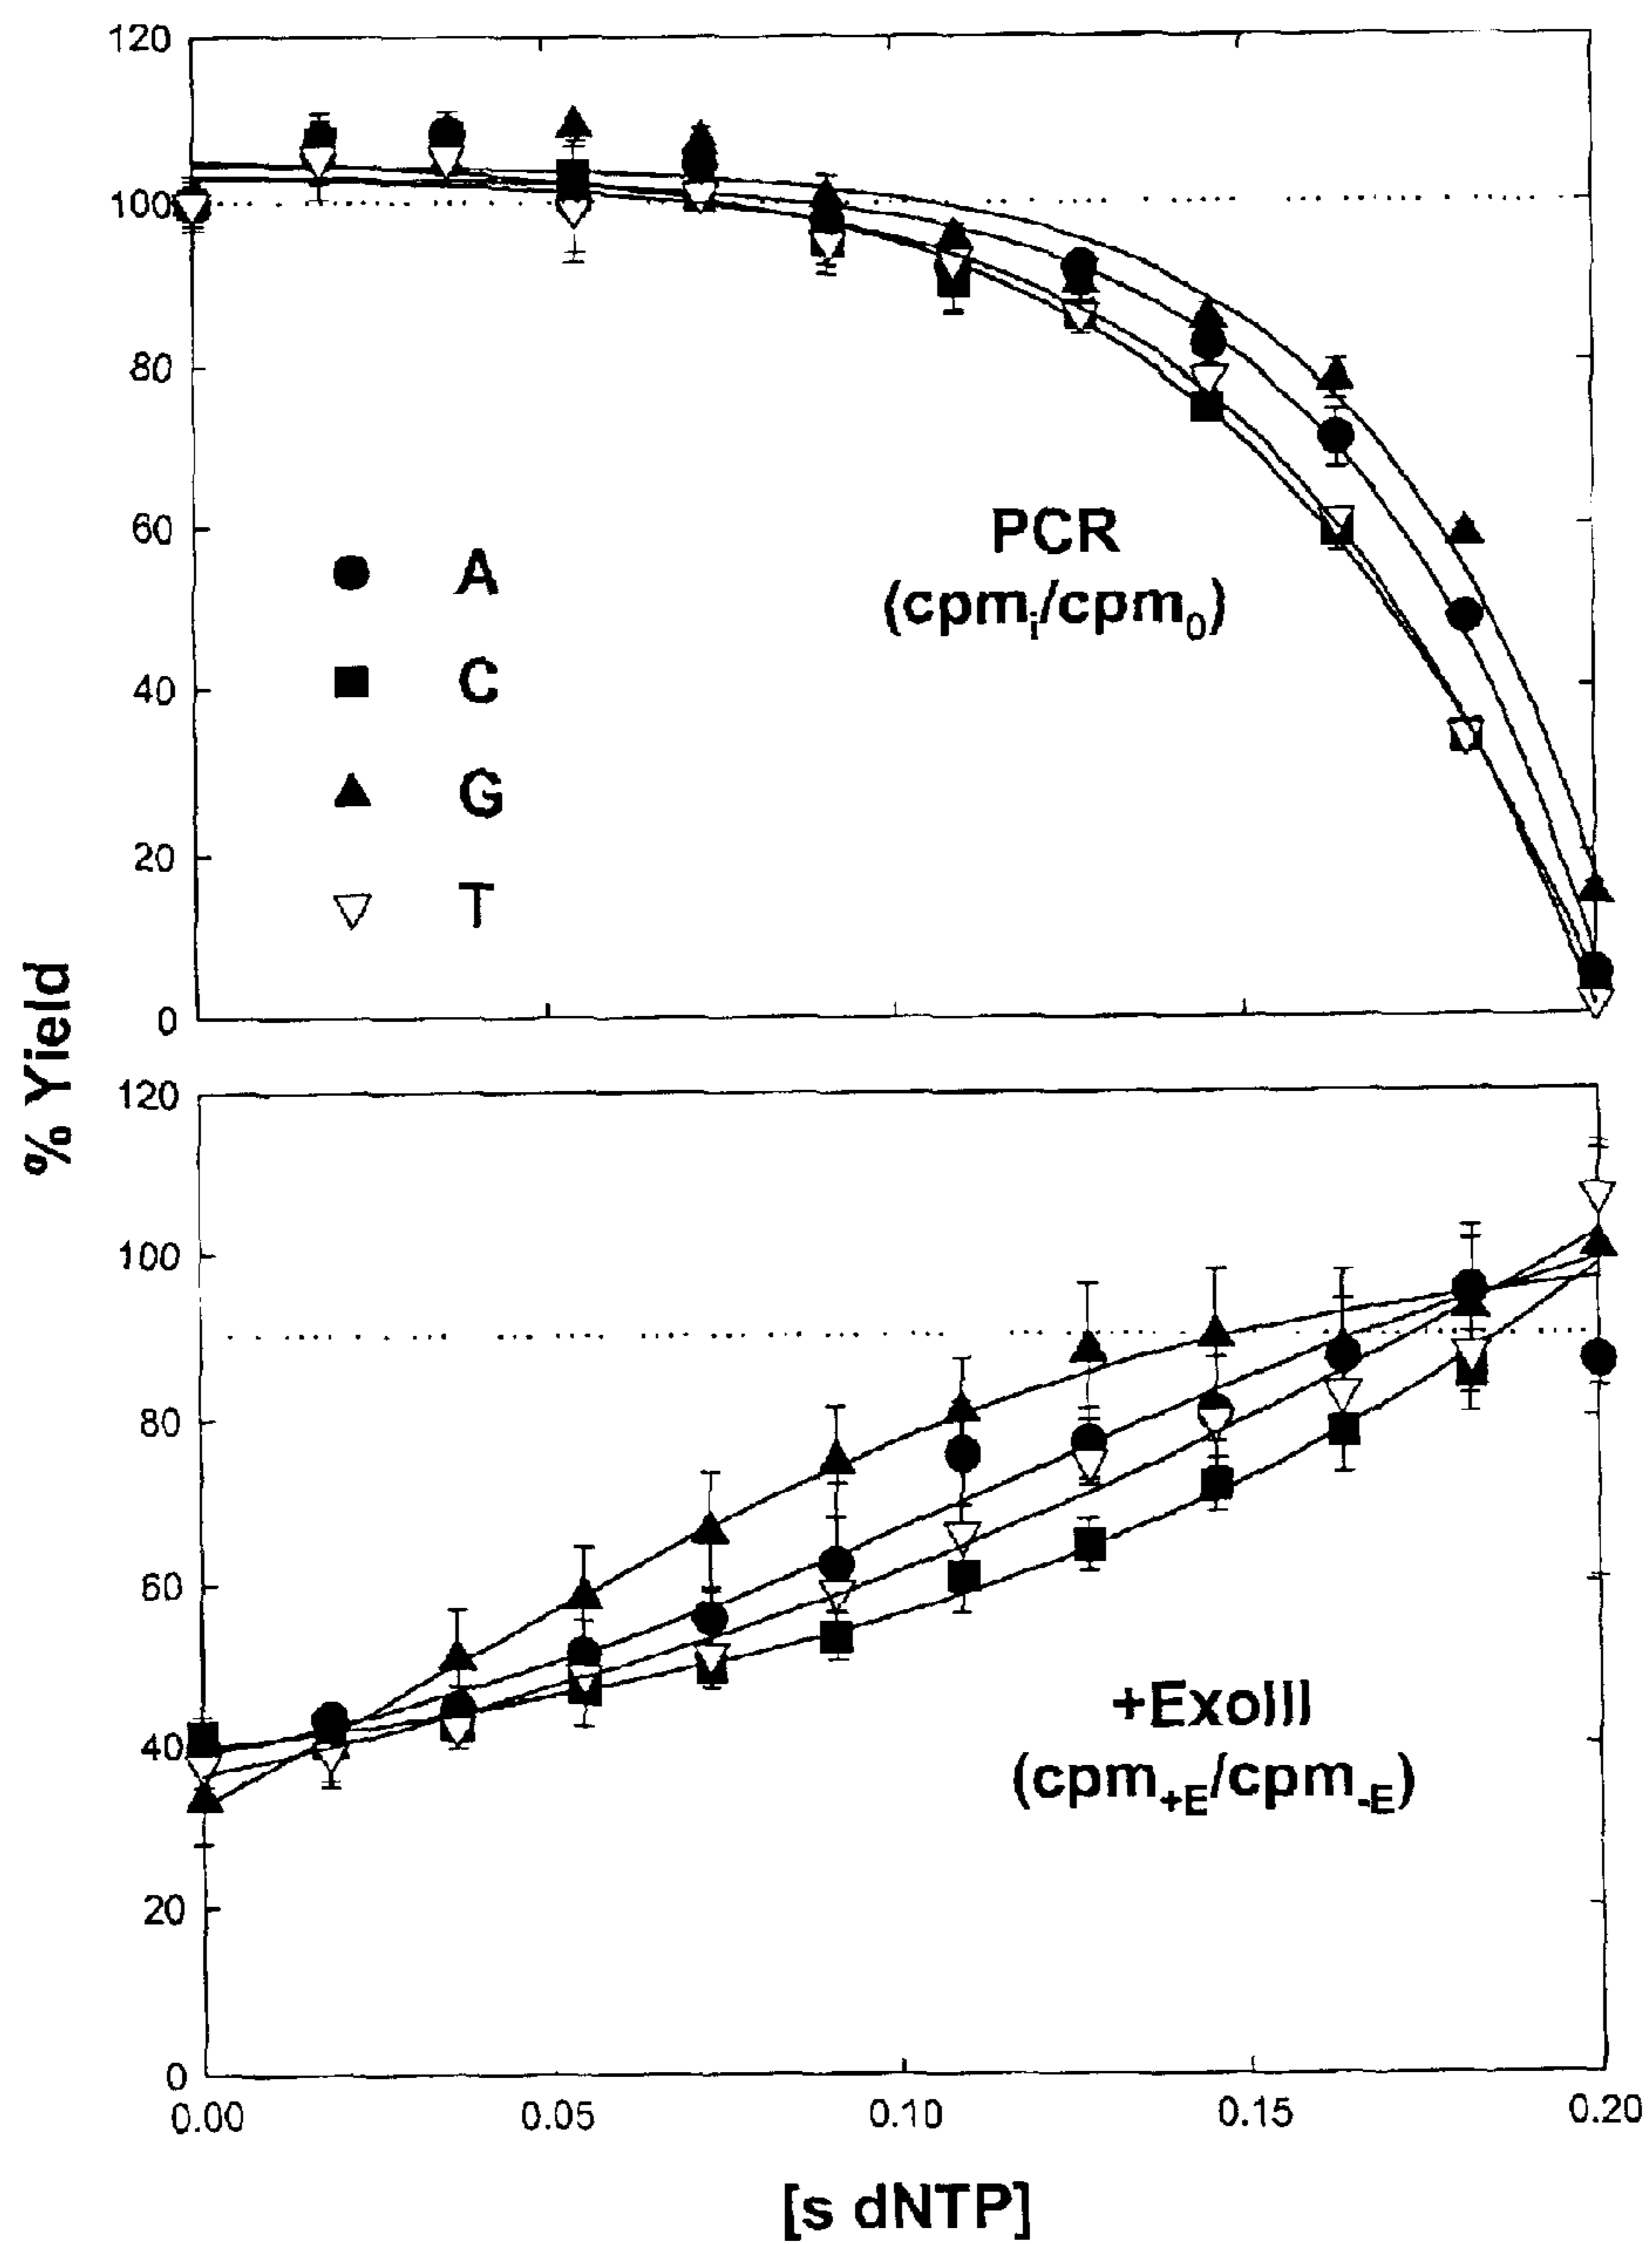 120
100
80
60
40
20
0
PCR
(cpmi/cpm0)
A
C
G
T
% Yield
120
100
80
60
40
20
0
+ExoIII
(cpm+E/cpm-E)
0.00 0.05 0.10 0.15 0.20
[s dNTP]